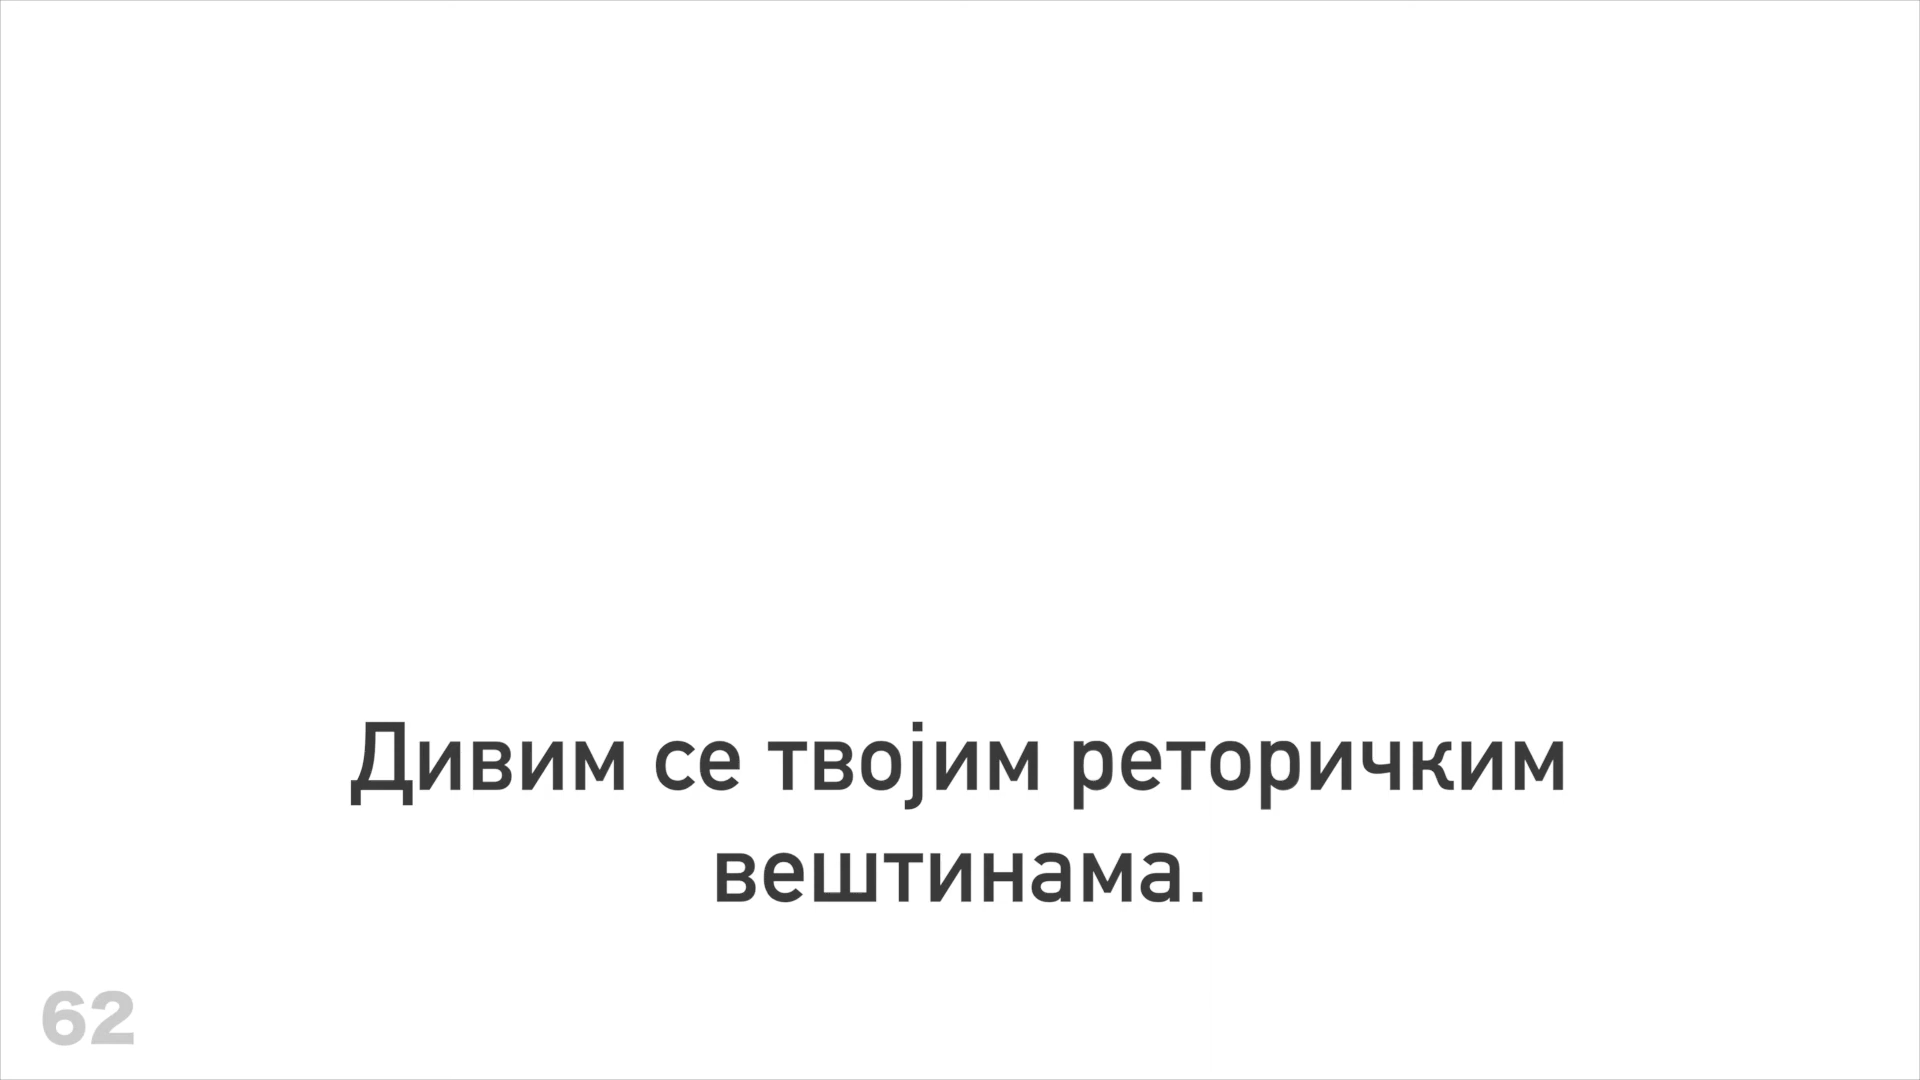 Дивим се твојим реторичким
вештинама.
62